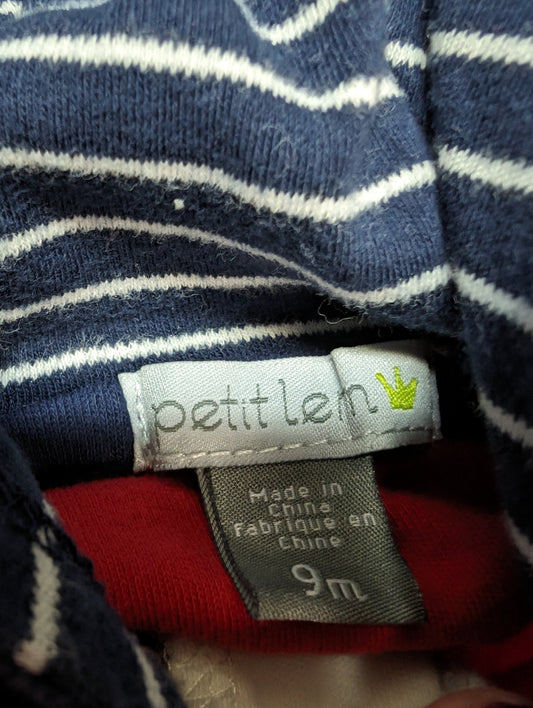 petit lem
Made in
China
Fabriqué en
Chine
9m